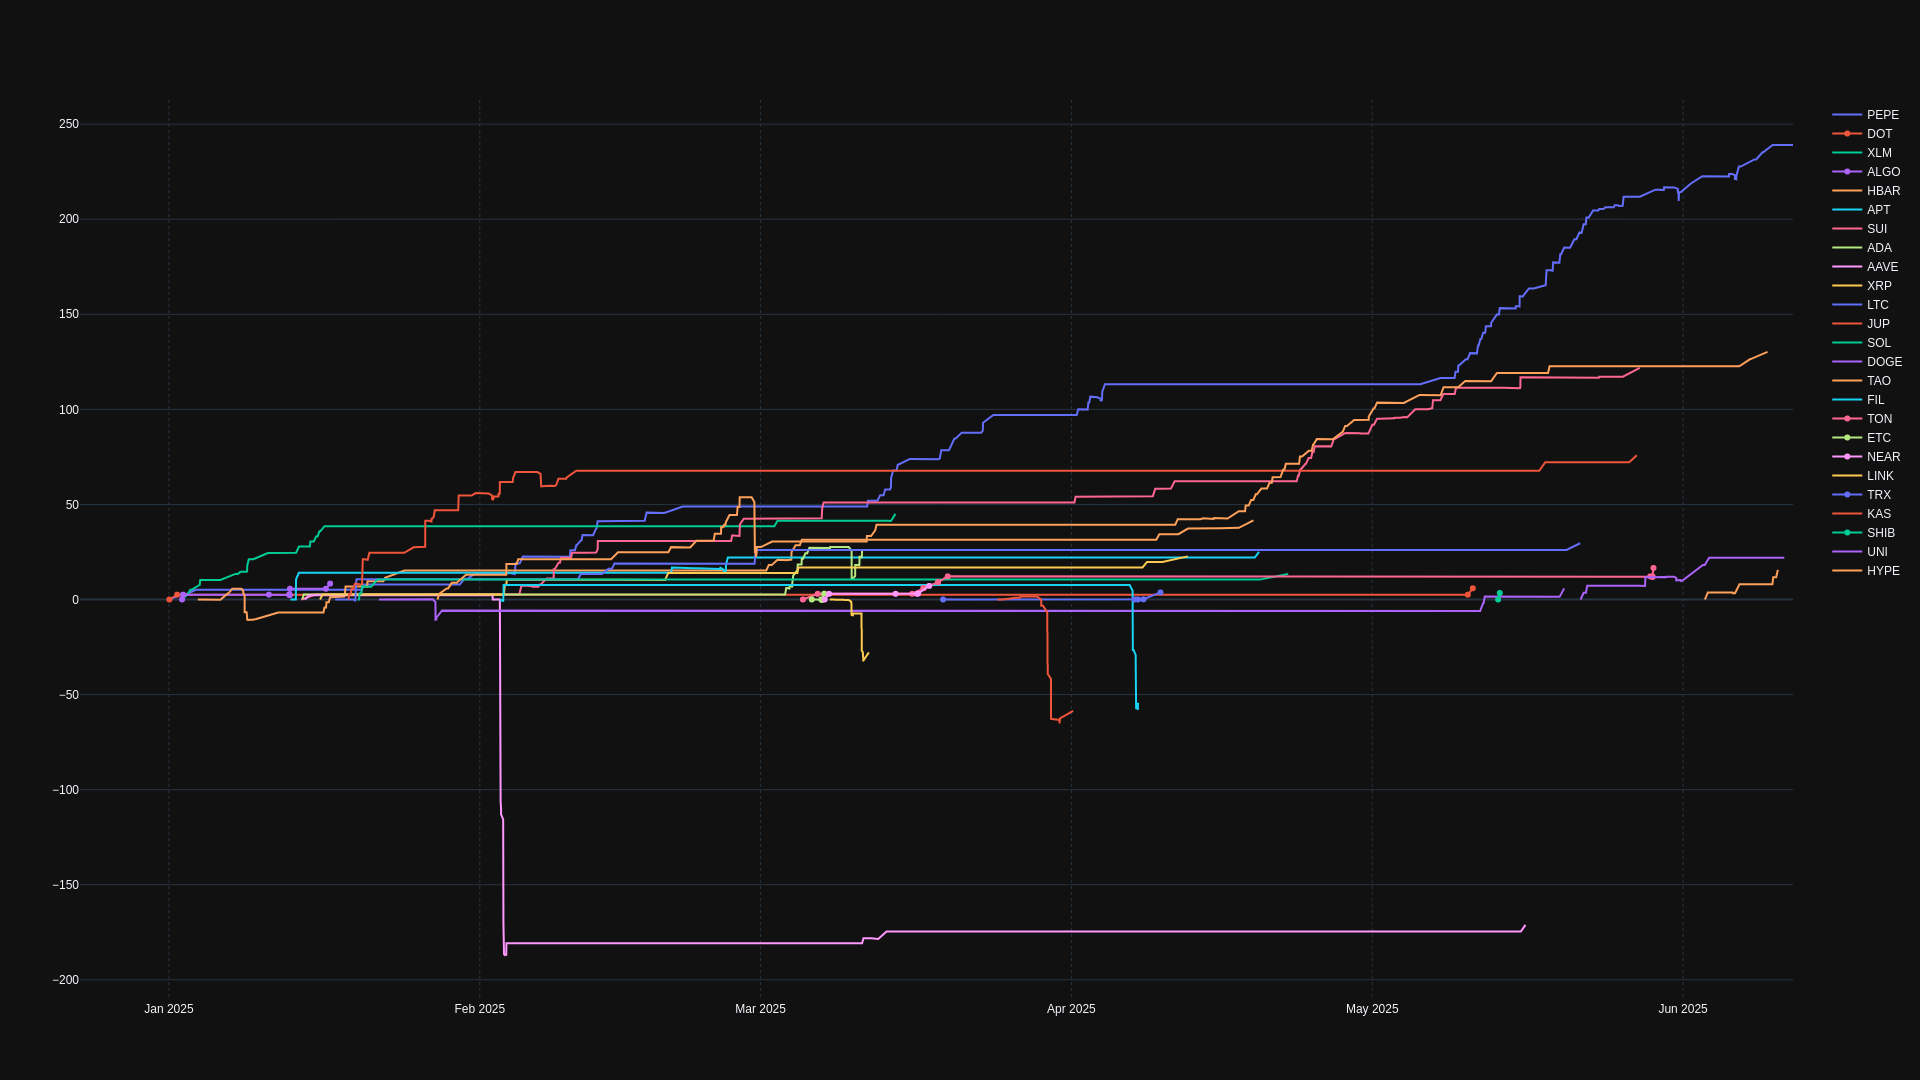 250
200
150
100
50
0
−50
−100
−150
−200
Jan 2025
Feb 2025
Mar 2025
Apr 2025
May 2025
Jun 2025
PEPE
DOT
XLM
ALGO
HBAR
APT
SUI
ADA
AAVE
XRP
LTC
JUP
SOL
DOGE
TAO
FIL
TON
ETC
NEAR
LINK
TRX
KAS
SHIB
UNI
HYPE